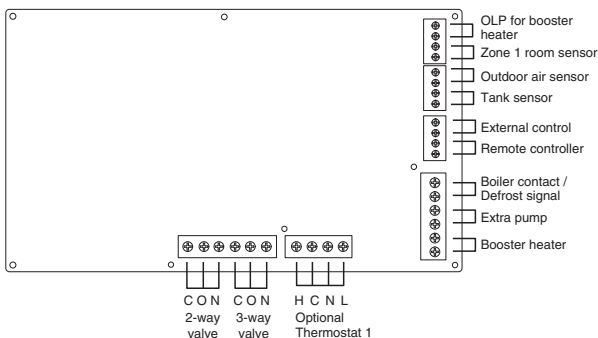 OLP for booster
heater
Zone 1 room sensor
Outdoor air sensor
Tank sensor
External control
Remote controller
Boiler contact /
Defrost signal
Extra pump
Booster heater
C O N C O N H C N L
2-way 3-way Optional
valve valve Thermostat 1